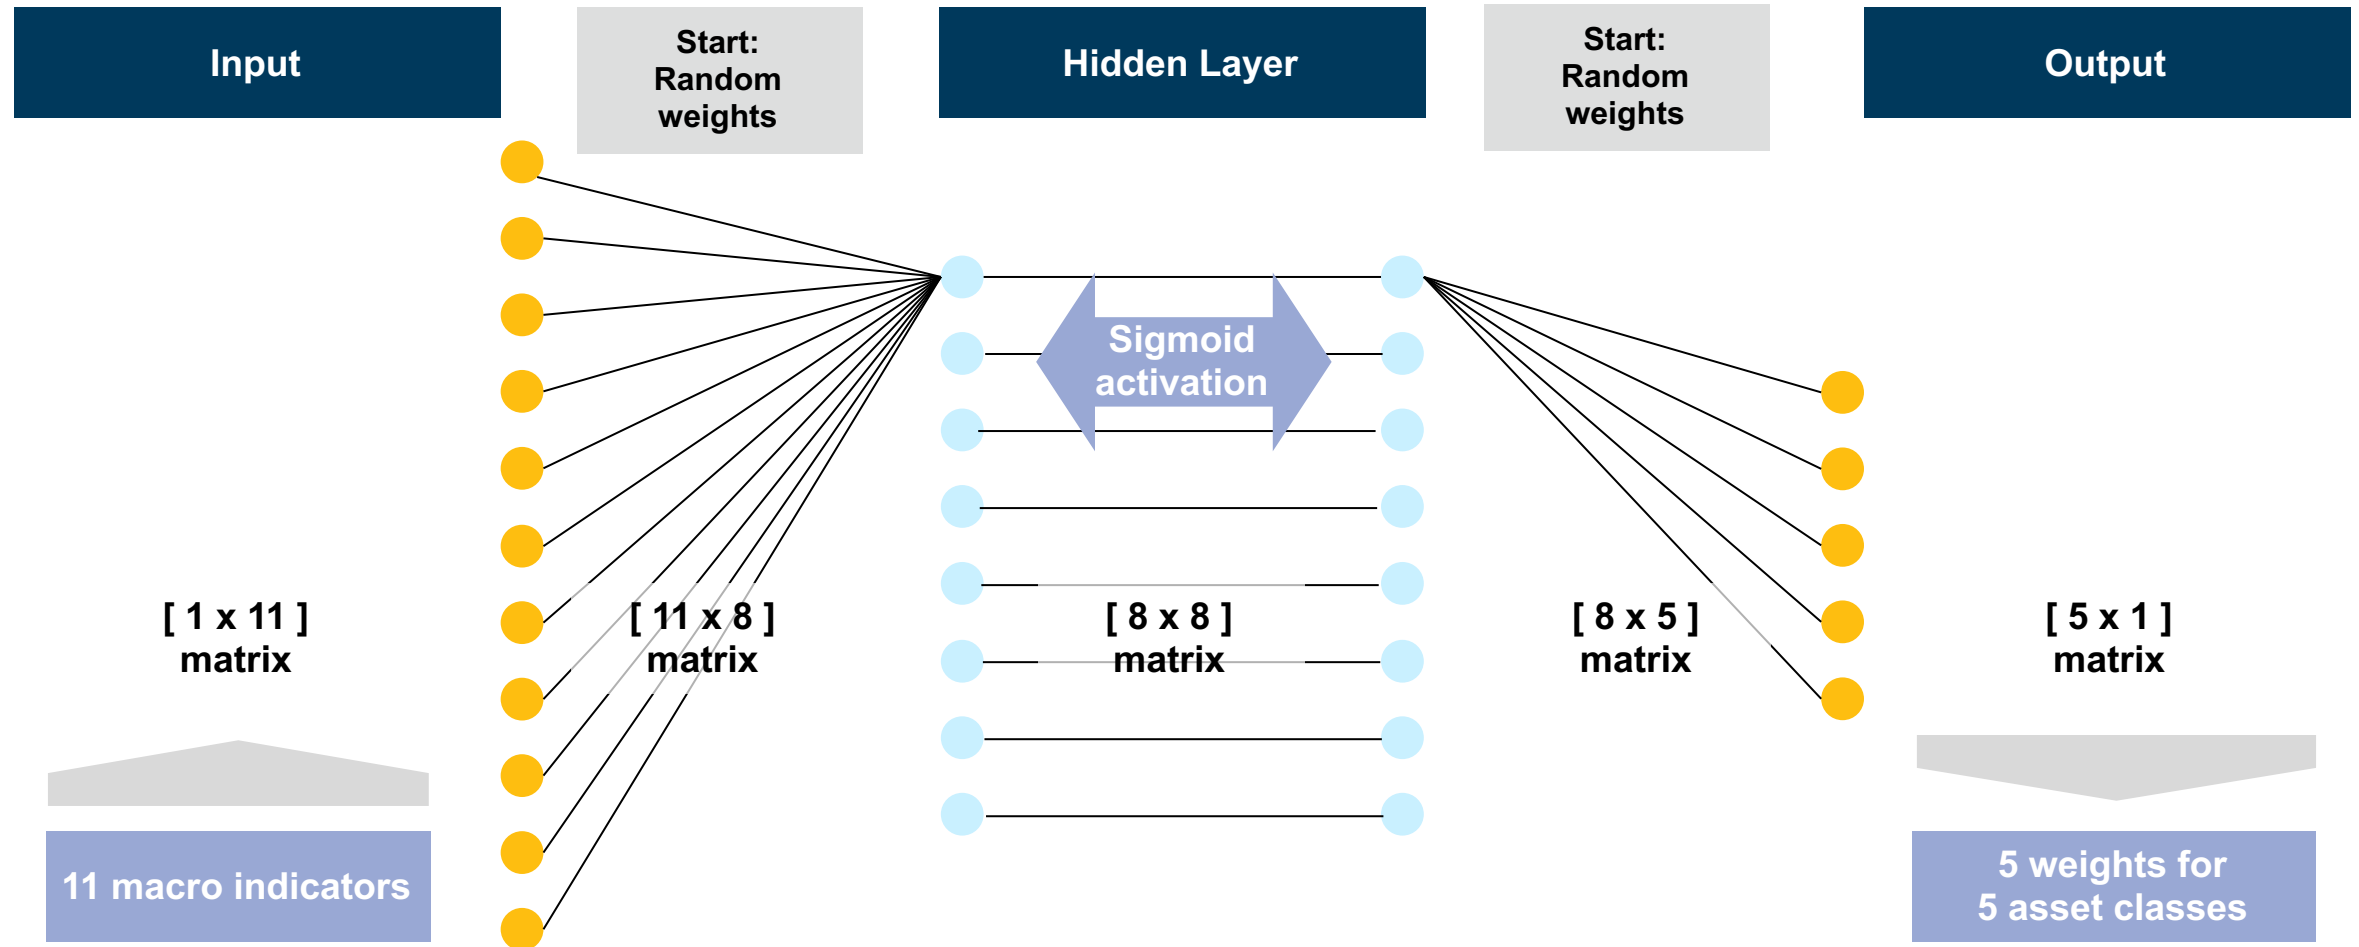 Input
Start:
Random
weights
Hidden Layer
Start:
Random
weights
Output
Sigmoid
activation
[ 1 x 11 ]
matrix
[ 11 x 8 ]
matrix
[ 8 x 8 ]
matrix
[ 8 x 5 ]
matrix
[ 5 x 1 ]
matrix
11 macro indicators
5 weights for
5 asset classes